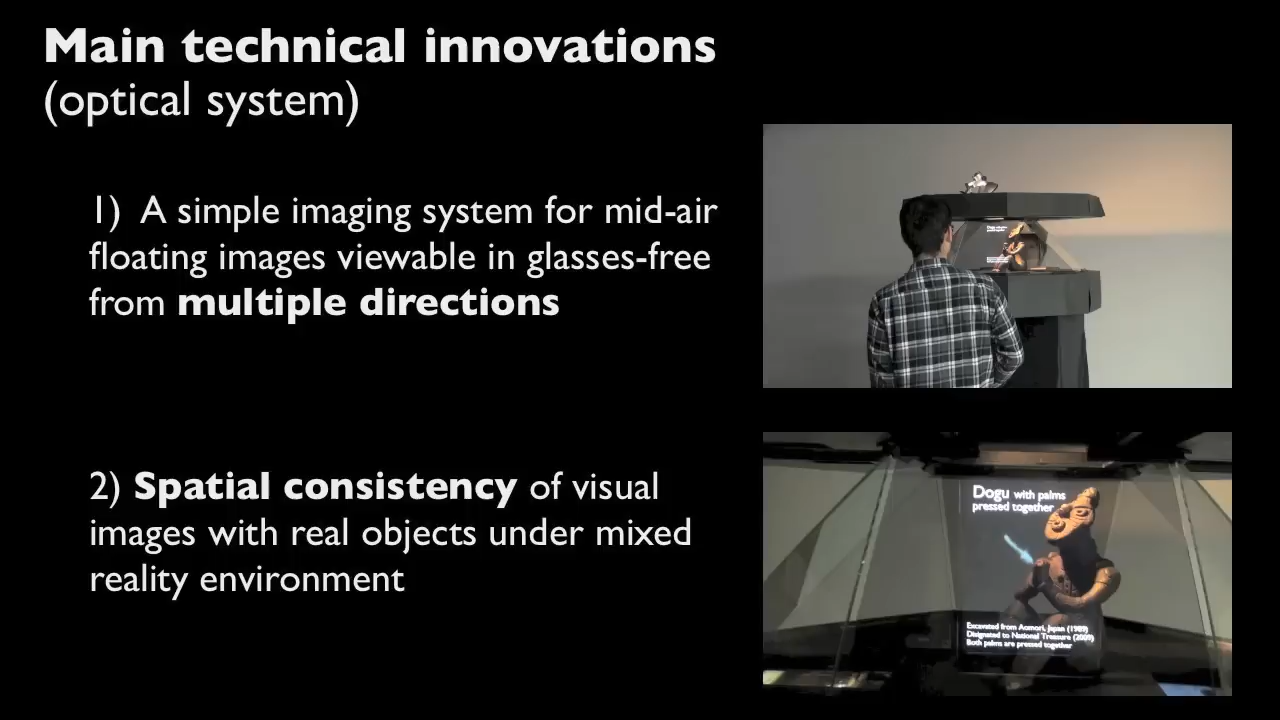 Main technical innovations
(optical system)
1) A simple imaging system for mid-air
floating images viewable in glasses-free
from multiple directions
2) Spatial consistency of visual
images with real objects under mixed
reality environment
Dogu with palms
pressed together
Excavated from Aomori, Japan (1989)
Disignated to National Treasure (2009)
Both palms are pressed together